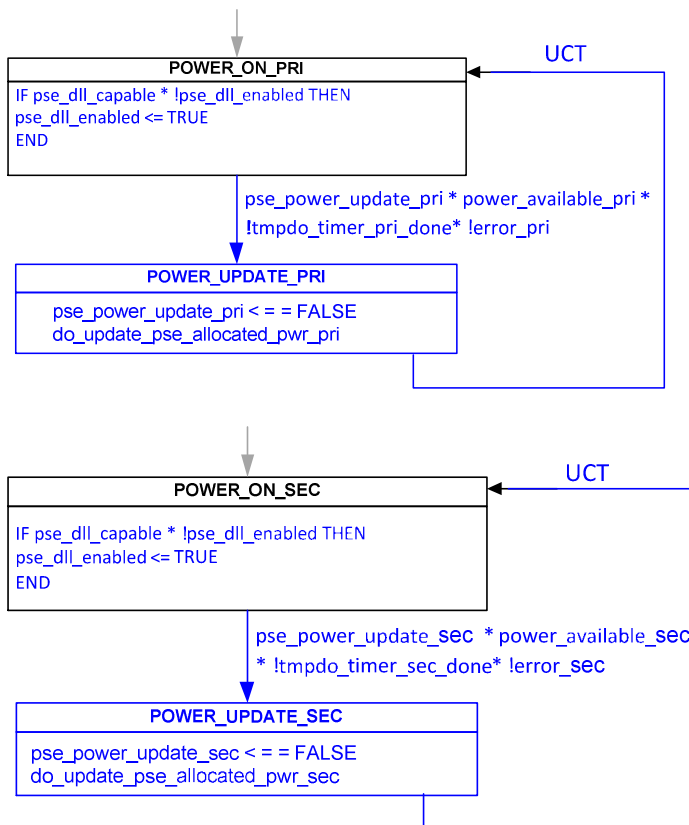 UCT
POWER_ON_PRI
IF pse_dll_capable * !pse_dll_enabled THEN
pse_dll_enabled <= TRUE
END
pse_power_update_pri * power_available_pri *
!tmpdo_timer_pri_done* !error_pri
POWER_UPDATE_PRI
pse_power_update_pri < = = FALSE
do_update_pse_allocated_pwr_pri
UCT
POWER_ON_SEC
IF pse_dll_capable * !pse_dll_enabled THEN
pse_dll_enabled <= TRUE
END
pse_power_update_sec * power_available_sec
* !tmpdo_timer_sec_done* !error_sec
POWER_UPDATE_SEC
pse_power_update_sec < = = FALSE
do_update_pse_allocated_pwr_sec